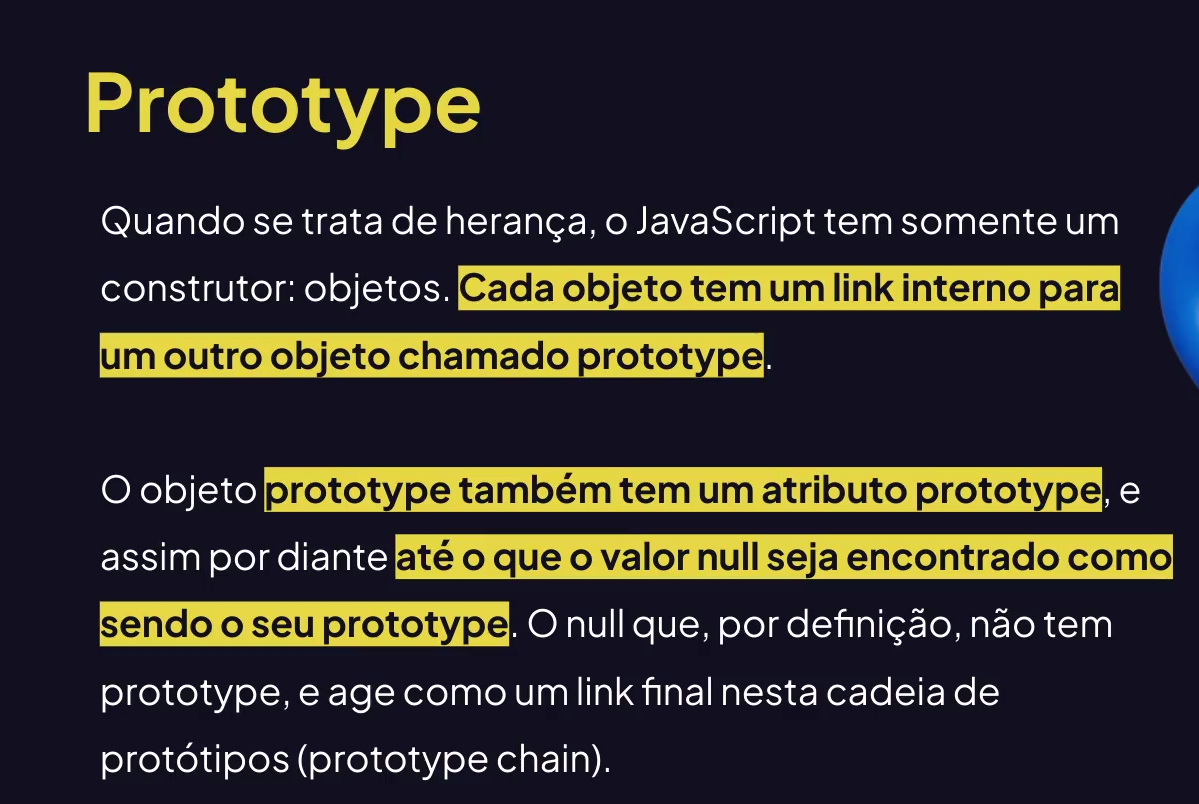 Prototype
Quando se trata de herança, o JavaScript tem somente um
construtor: objetos. Cada objeto tem um link interno para
um outro objeto chamado prototype.
O objeto prototype também tem um atributo prototype, e
assim por diante até o que o valor null seja encontrado como
sendo o seu prototype. O null que, por definição, não tem
prototype, e age como um link final nesta cadeia de
protótipos (prototype chain).